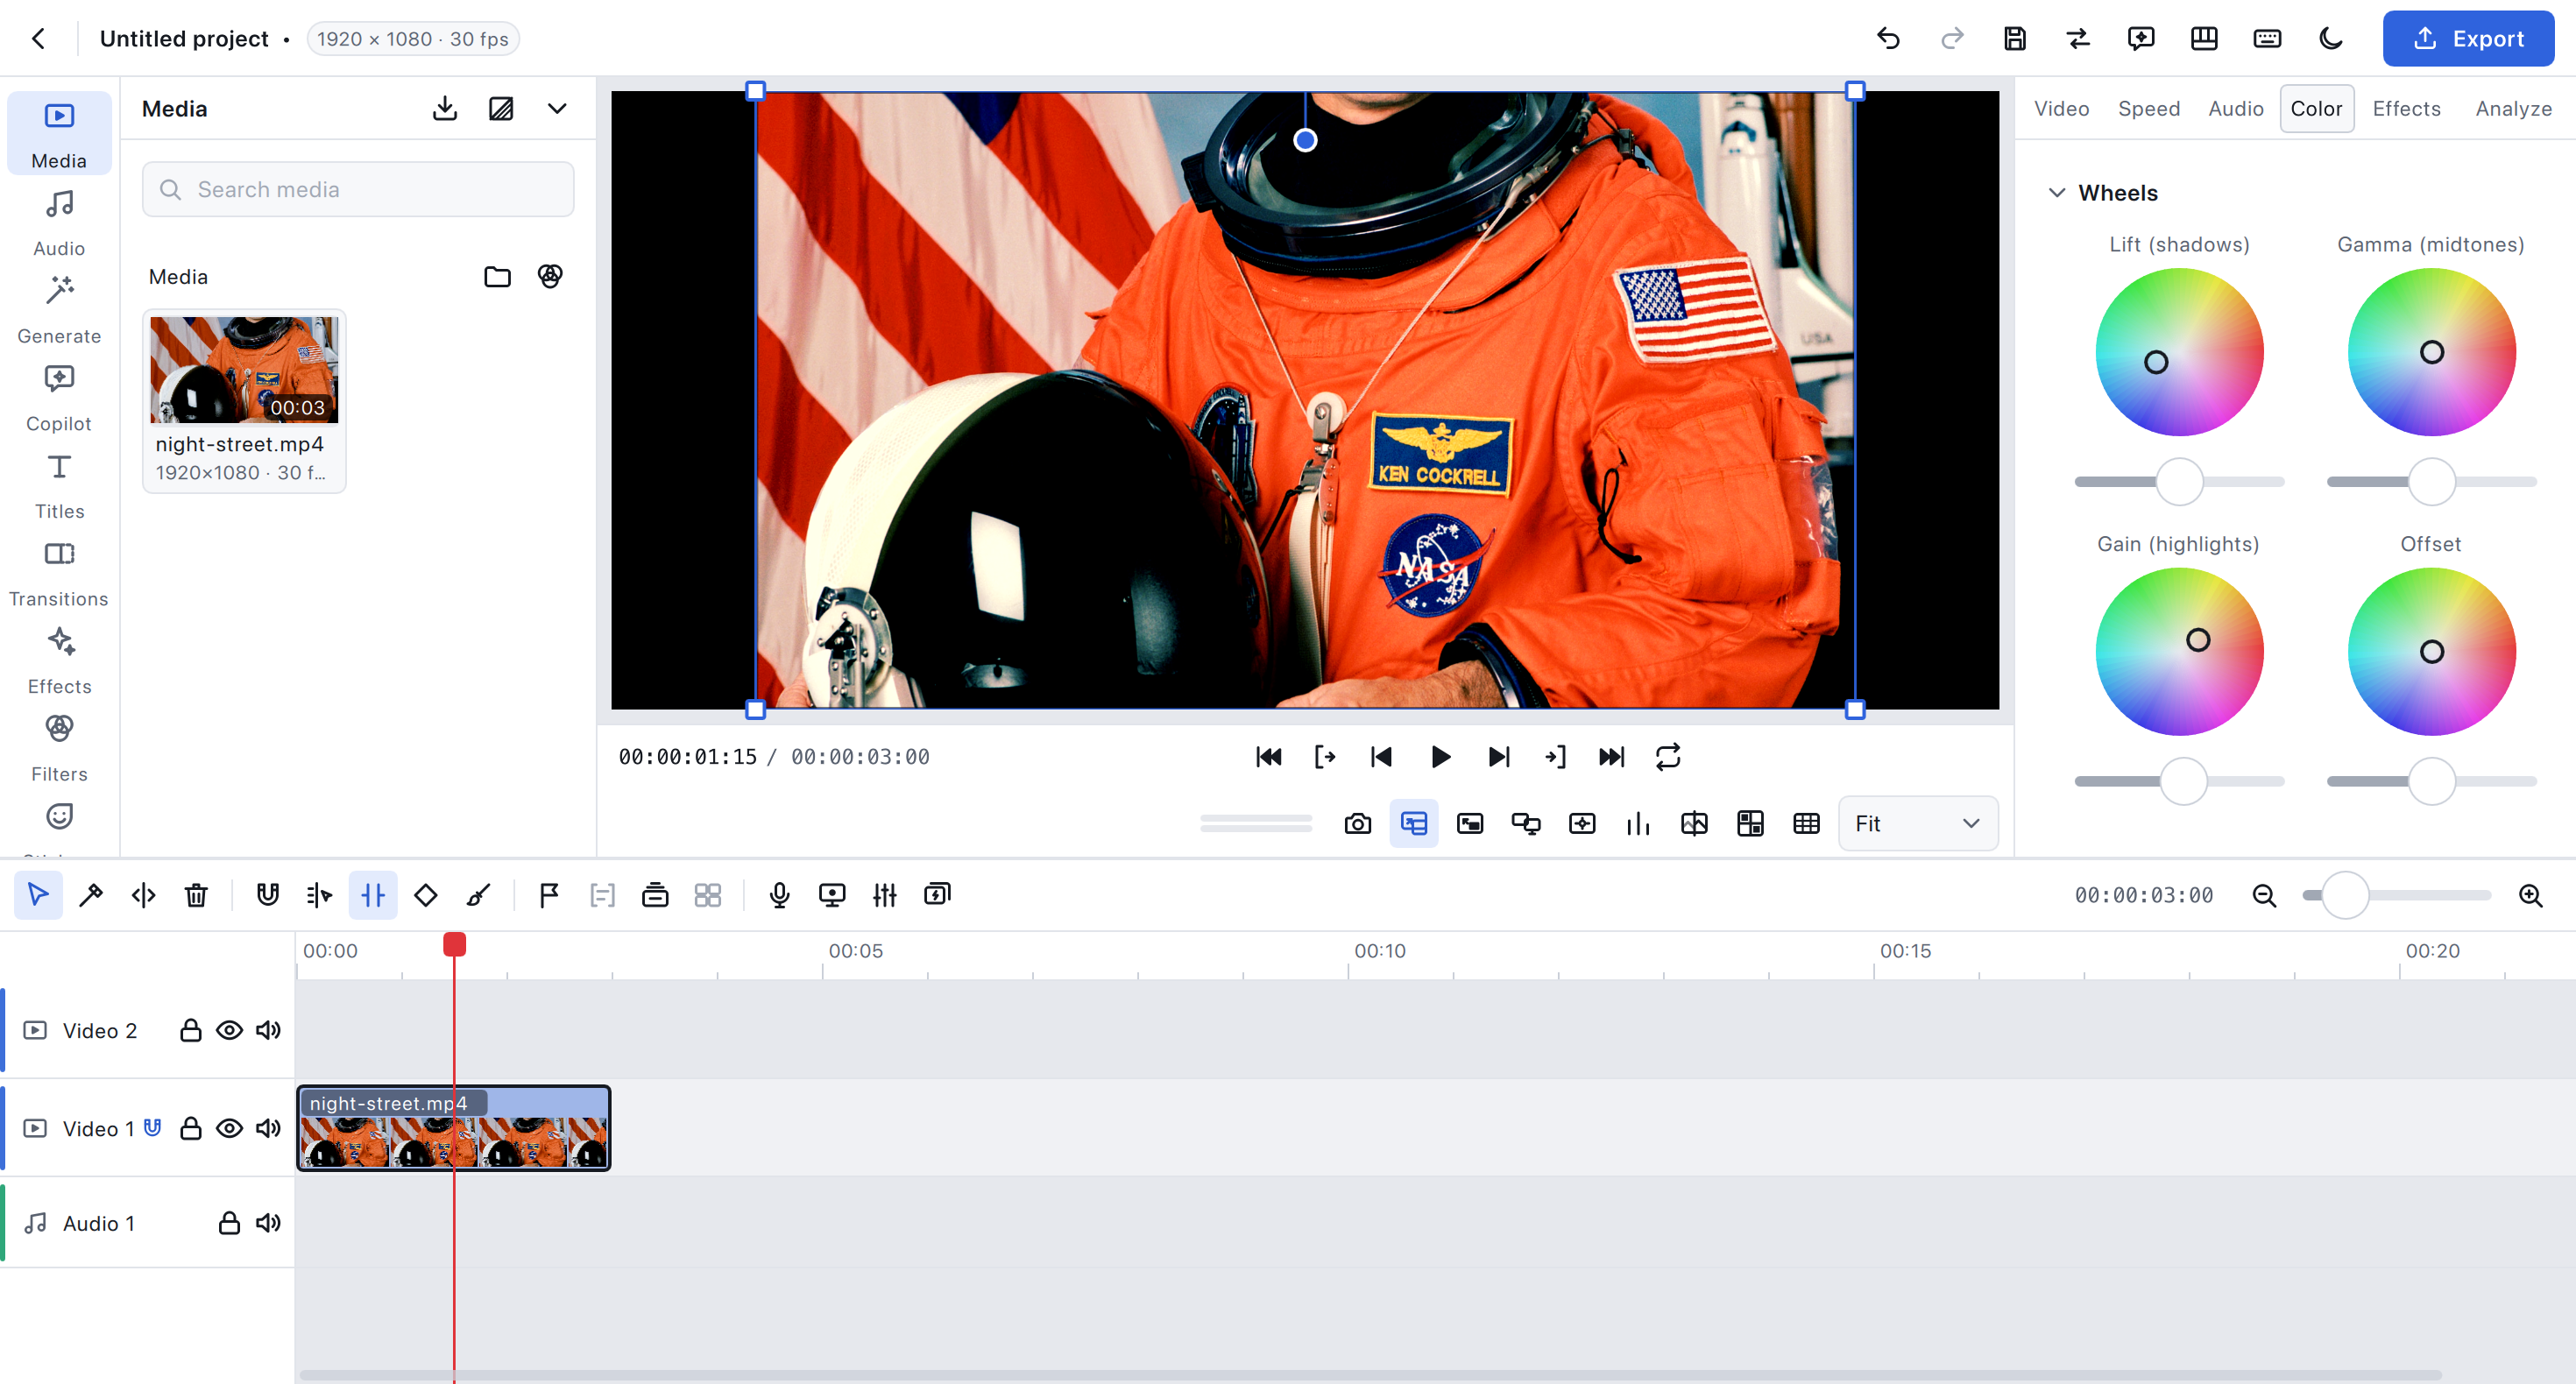 Untitled project • 1920 × 1080 · 30 fps
Export
Media
Audio
Generate
Copilot
Titles
Transitions
Effects
Filters
Media
Search media
Media
00:03
night-street.mp4
1920×1080 · 30 f...
USA
KEN COCKRELL
NASA
00:00:01:15 / 00:00:03:00
Fit
Video Speed Audio Color Effects Analyze
Wheels
Lift (shadows) Gamma (midtones)
Gain (highlights) Offset
00:00:03:00
00:00 00:05 00:10 00:15 00:20
Video 2
Video 1
night-street.mp4
Audio 1